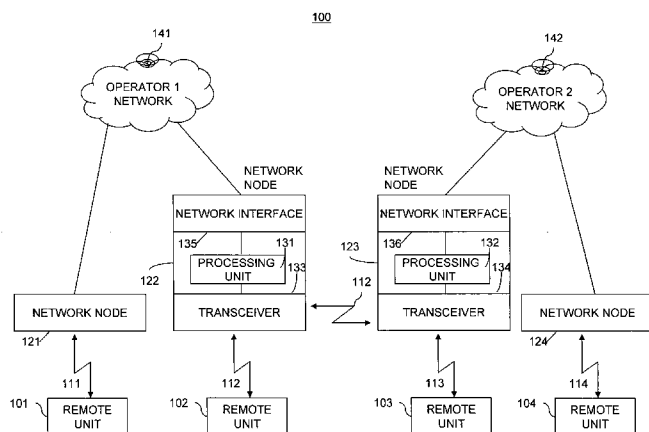 100
141
142
OPERATOR 1
NETWORK
OPERATOR 2
NETWORK
NETWORK
NODE
NETWORK
NODE
NETWORK INTERFACE
NETWORK INTERFACE
135
131
136
132
123
PROCESSING
UNIT
PROCESSING
UNIT
122
133
112
134
NETWORK NODE
TRANSCEIVER
TRANSCEIVER
NETWORK NODE
121
124
111
112
113
114
101
REMOTE
UNIT
102
REMOTE
UNIT
103
REMOTE
UNIT
104
REMOTE
UNIT